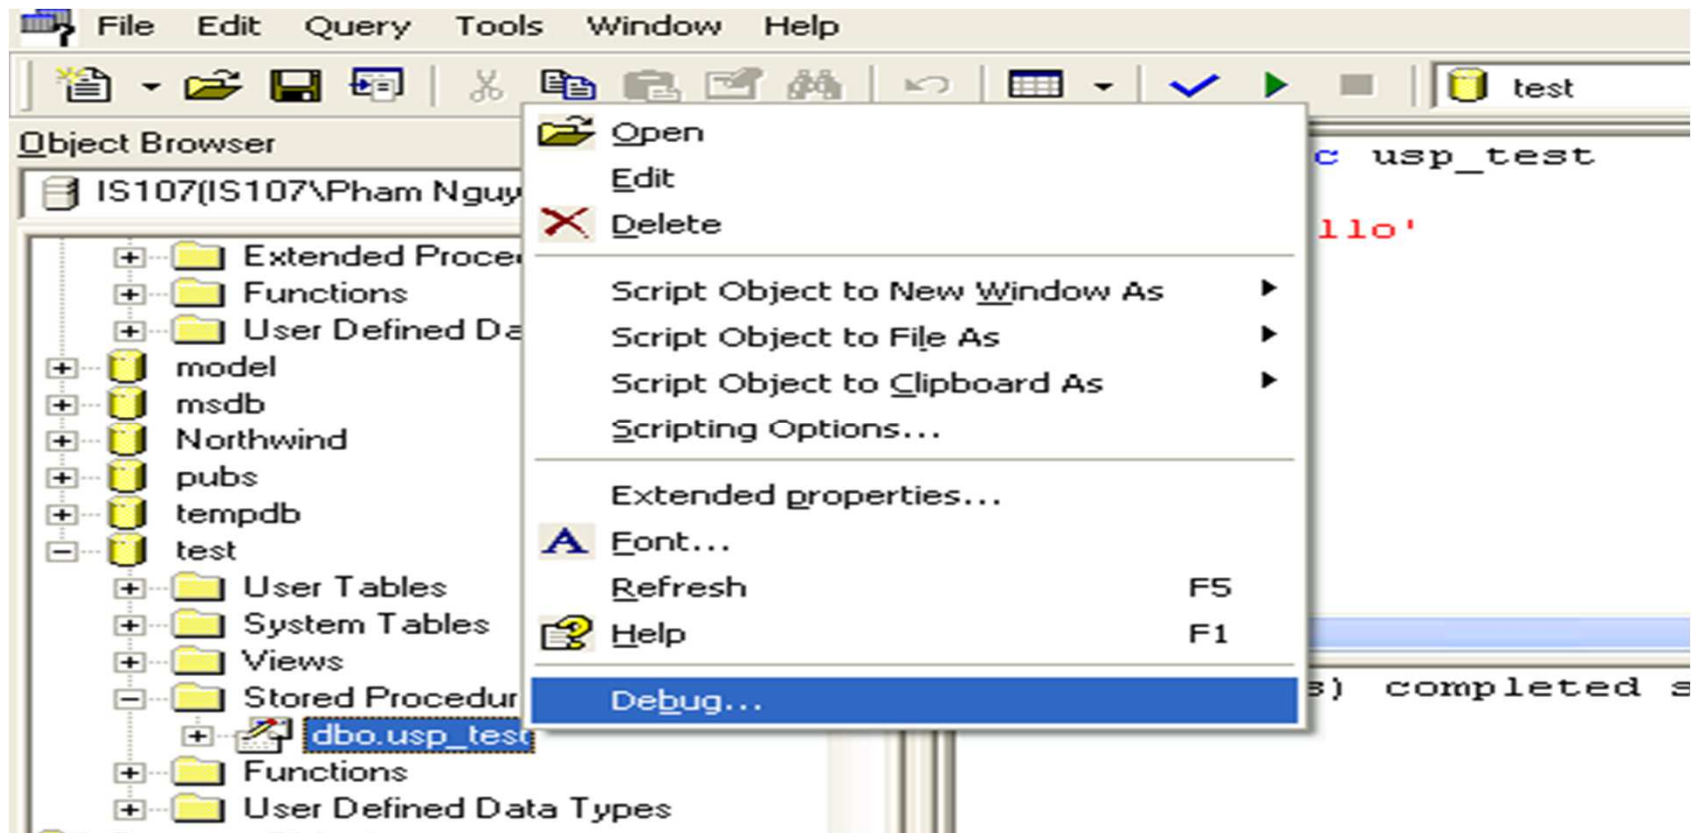 File Edit Query Tools Window Help
test
Object Browser
IS107(IS107\Pham Nguy
Extended Proce
Functions
User Defined Da
model
msdb
Northwind
pubs
tempdb
test
User Tables
System Tables
Views
Stored Procedur
dbo.usp_test
Functions
User Defined Data Types
Open
Edit
Delete
Script Object to New Window As
Script Object to File As
Script Object to Clipboard As
Scripting Options...
Extended properties...
Font...
Refresh F5
Help F1
Debug...
c usp_test
llo'
s) completed s